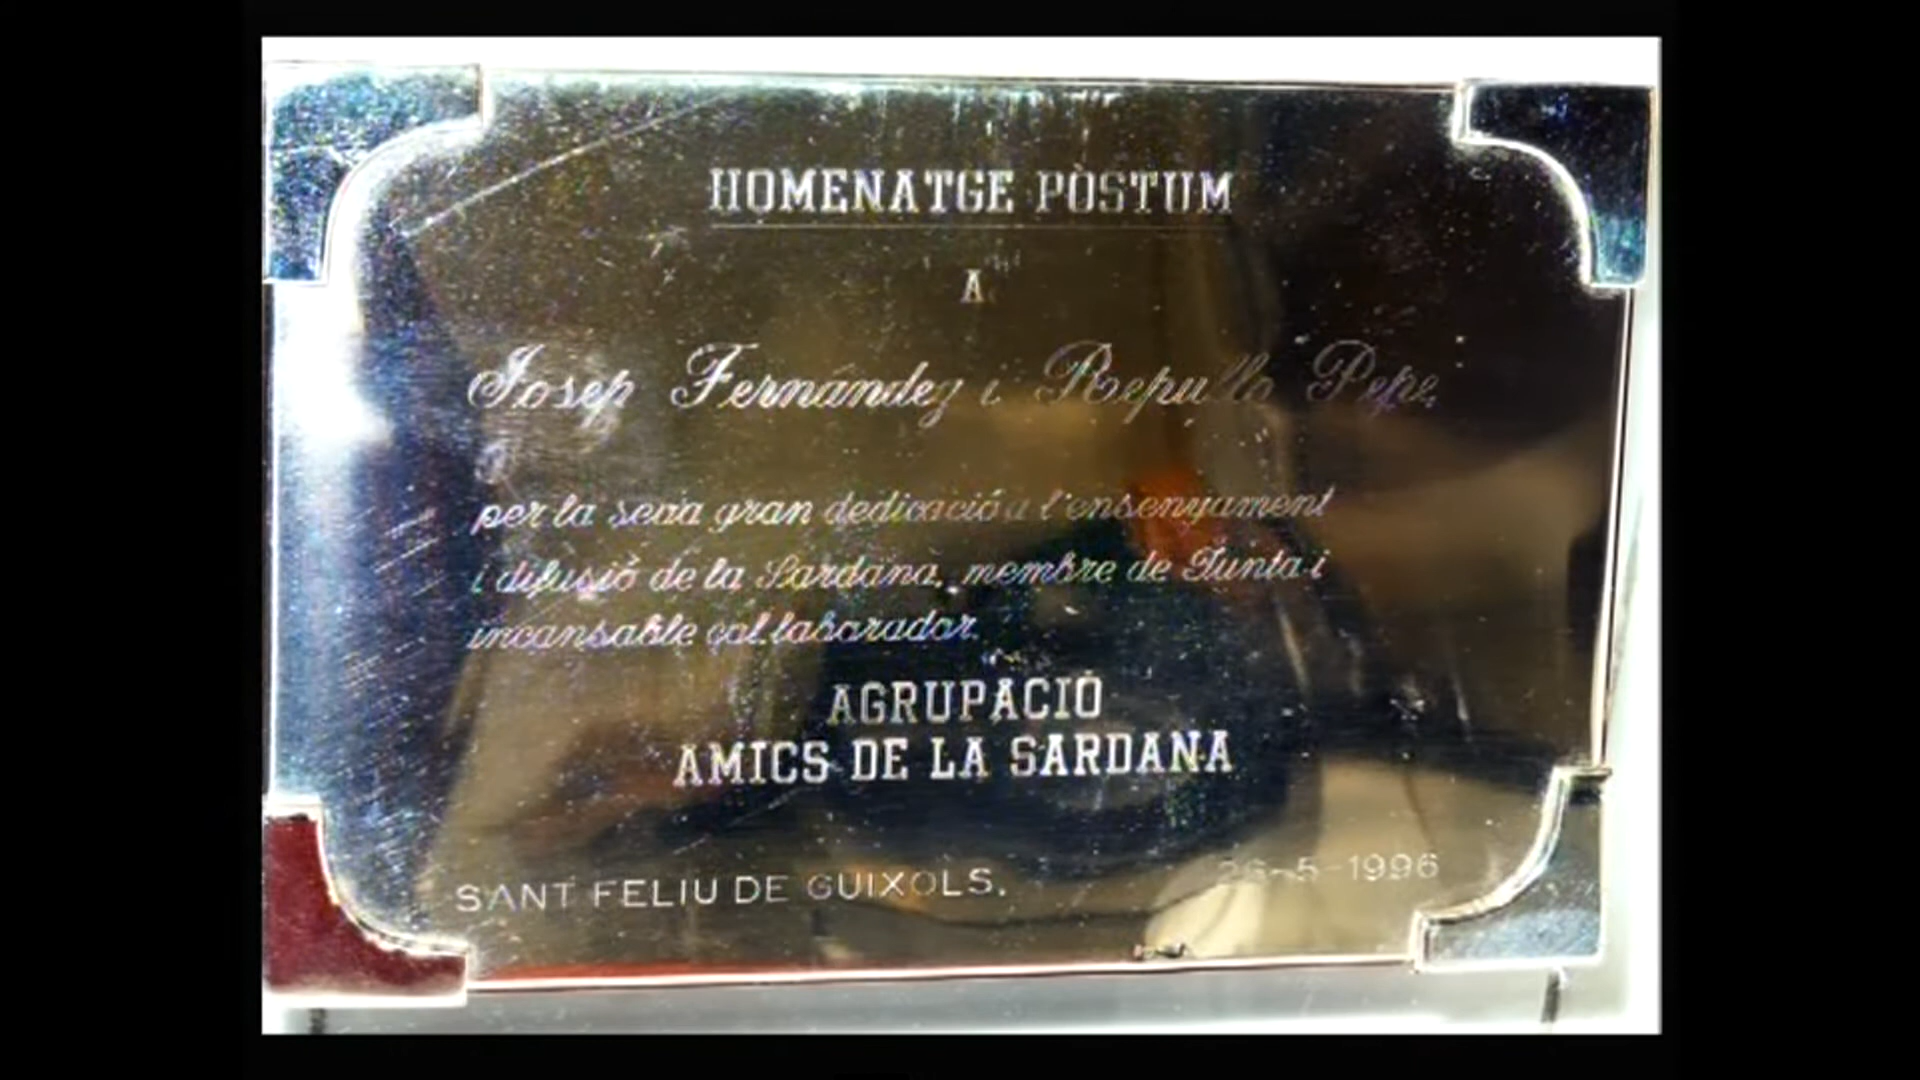 HOMENATGE PÒSTUM
A
Josep Fernández i Repullo Pepe
per la seva gran dedicació a l'ensenyament
i difusió de la Sardana, membre de Junta i
incansable col.laborador.
AGRUPACIÓ
AMICS DE LA SARDANA
SANT FELIU DE GUIXOLS. 26-5-1996